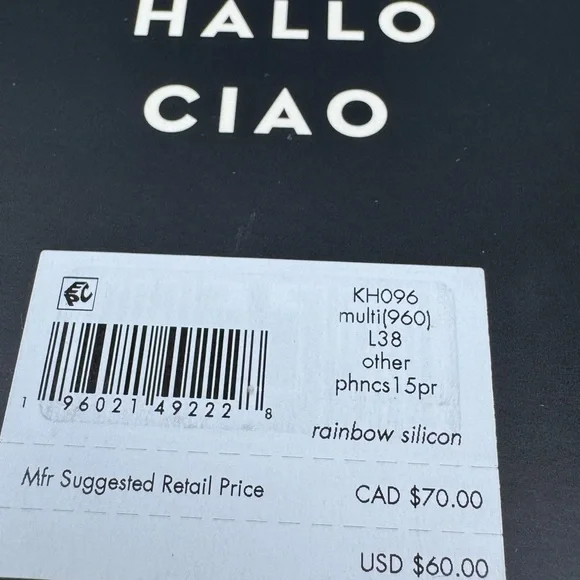 HALLO
CIAO
EPC
KH096
multi(960)
L38
other
phncs15pr
1 96021 49222 8
rainbow silicon
Mfr Suggested Retail Price CAD $70.00
USD $60.00